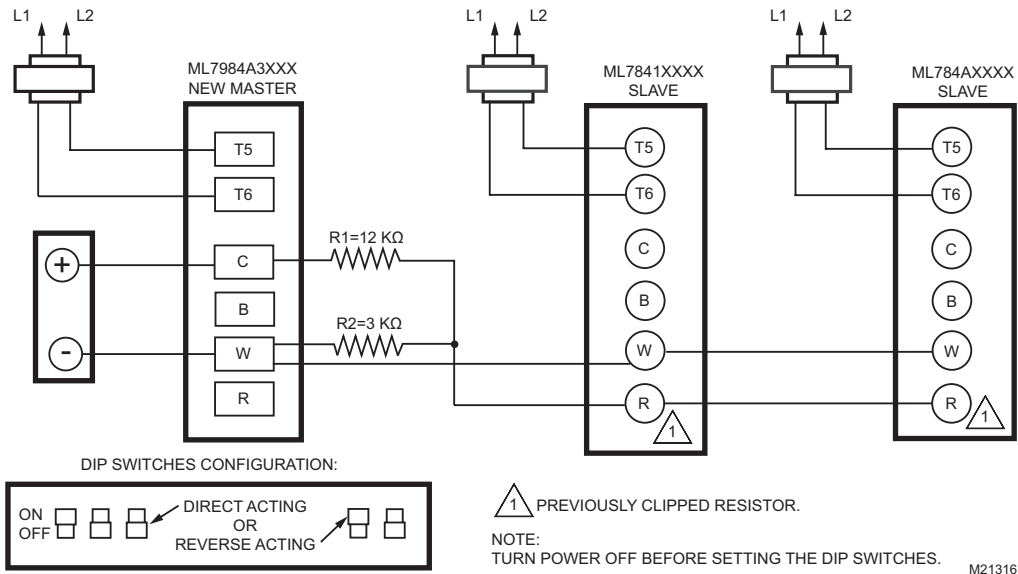 L1 L2
L1 L2
L1 L2
ML7984A3XXX
NEW MASTER
ML7841XXXX
SLAVE
ML784AXXXX
SLAVE
T5
T6
C
B
W
R
+
-
R1=12 KΩ
R2=3 KΩ
T5
T6
C
B
W
R
1
T5
T6
C
B
W
R
1
DIP SWITCHES CONFIGURATION:
ON
OFF
DIRECT ACTING
OR
REVERSE ACTING
1 PREVIOUSLY CLIPPED RESISTOR.
NOTE:
TURN POWER OFF BEFORE SETTING THE DIP SWITCHES.
M21316